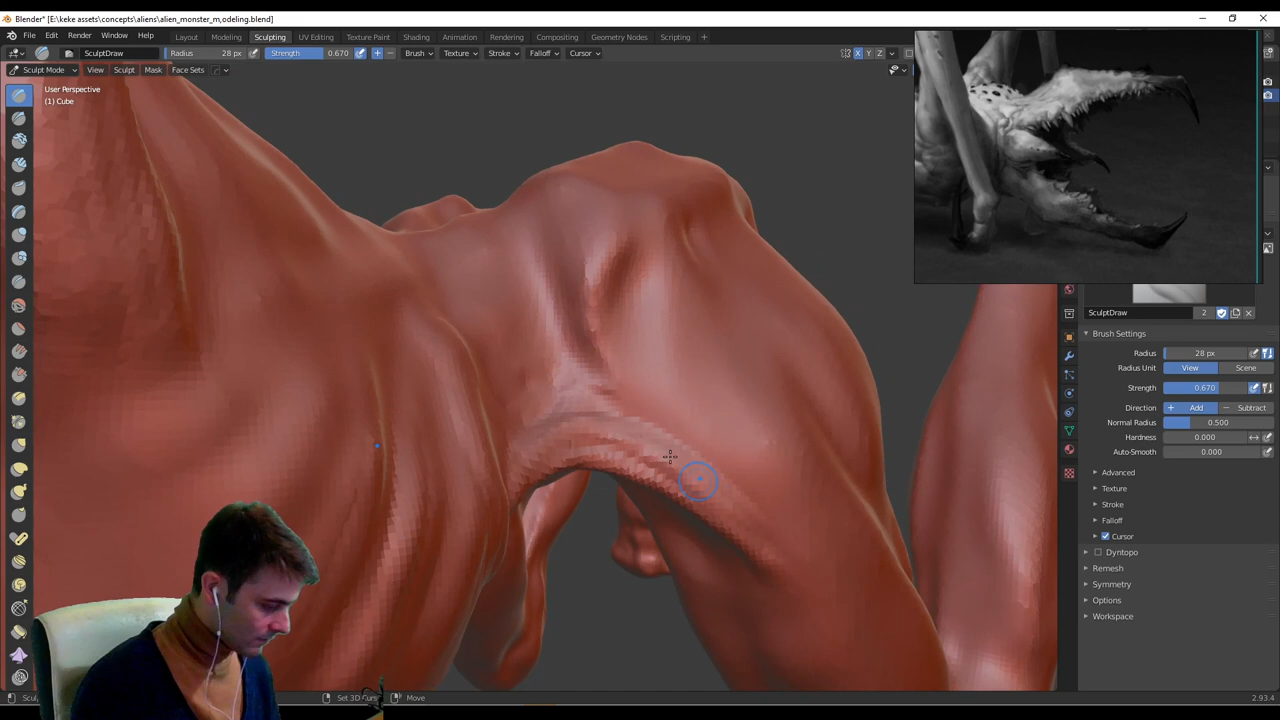 Blender* [E:\keke assets\concepts\aliens\alien_monster_m,odeling.blend]
File Edit Render Window Help Layout Modeling Sculpting UV Editing Texture Paint Shading Animation Rendering Compositing Geometry Nodes Scripting +
SculptDraw Radius 28 px Strength 0.670 + − Brush Texture Stroke Falloff Cursor X Y Z
Sculpt Mode View Sculpt Mask Face Sets
User Perspective
(1) Cube
SculptDraw 2
Brush Settings
Radius 28 px
Radius Unit View Scene
Strength 0.670
Direction + Add − Subtract
Normal Radius 0.500
Hardness 0.000
Auto-Smooth 0.000
Advanced
Texture
Stroke
Falloff
Cursor
Dyntopo
Remesh
Symmetry
Options
Workspace
Set 3D Move 2.93.4